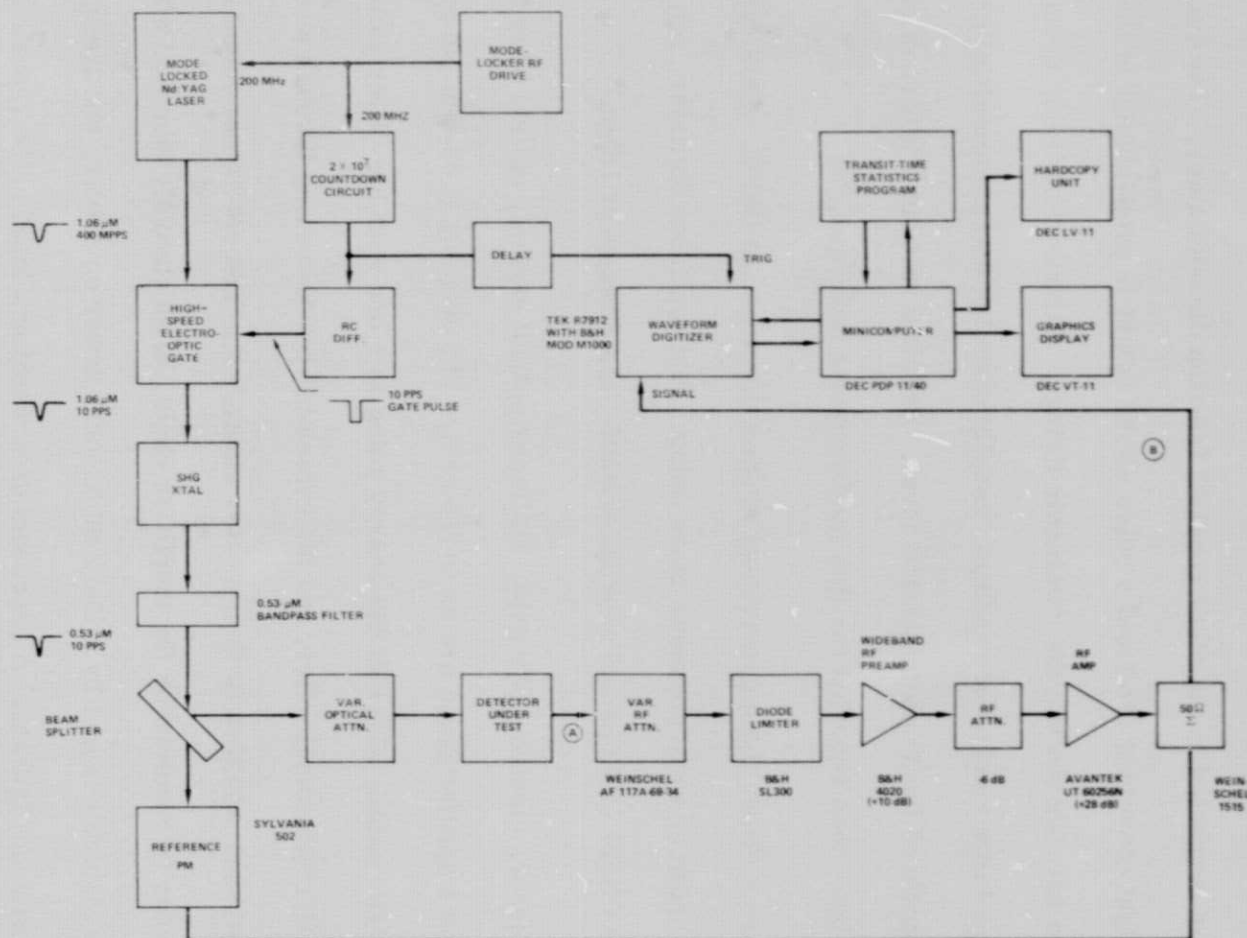 MODE
LOCKED
Nd:YAG
LASER
200 MHz
MODE-
LOCKER RF
DRIVE
200 MHZ
2 × 10⁷
COUNTDOWN
CIRCUIT
TRANSIT-TIME
STATISTICS
PROGRAM
HARDCOPY
UNIT
DEC LV-11
1.06 μM
400 MPPS
DELAY
TRIG
HIGH-
SPEED
ELECTRO-
OPTIC
GATE
RC
DIFF.
TEK R7912
WITH B&H
MOD M1000
WAVEFORM
DIGITIZER
MINICOMPUTER
GRAPHICS
DISPLAY
DEC PDP 11/40
DEC VT-11
SIGNAL
1.06 μM
10 PPS
10 PPS
GATE PULSE
B
SHG
XTAL
0.53 μM
BANDPASS FILTER
0.53 μM
10 PPS
BEAM
SPLITTER
VAR.
OPTICAL
ATTN.
DETECTOR
UNDER
TEST
A
VAR.
RF
ATTN.
WEINSCHEL
AF 117A-69-34
DIODE
LIMITER
B&H
SL300
WIDEBAND
RF
PREAMP
B&H
4020
(+10 dB)
RF
ATTN.
-6 dB
RF
AMP
AVANTEK
UT 60256N
(+28 dB)
50Ω
Σ
WEIN-
SCHEL
1515
SYLVANIA
502
REFERENCE
PM